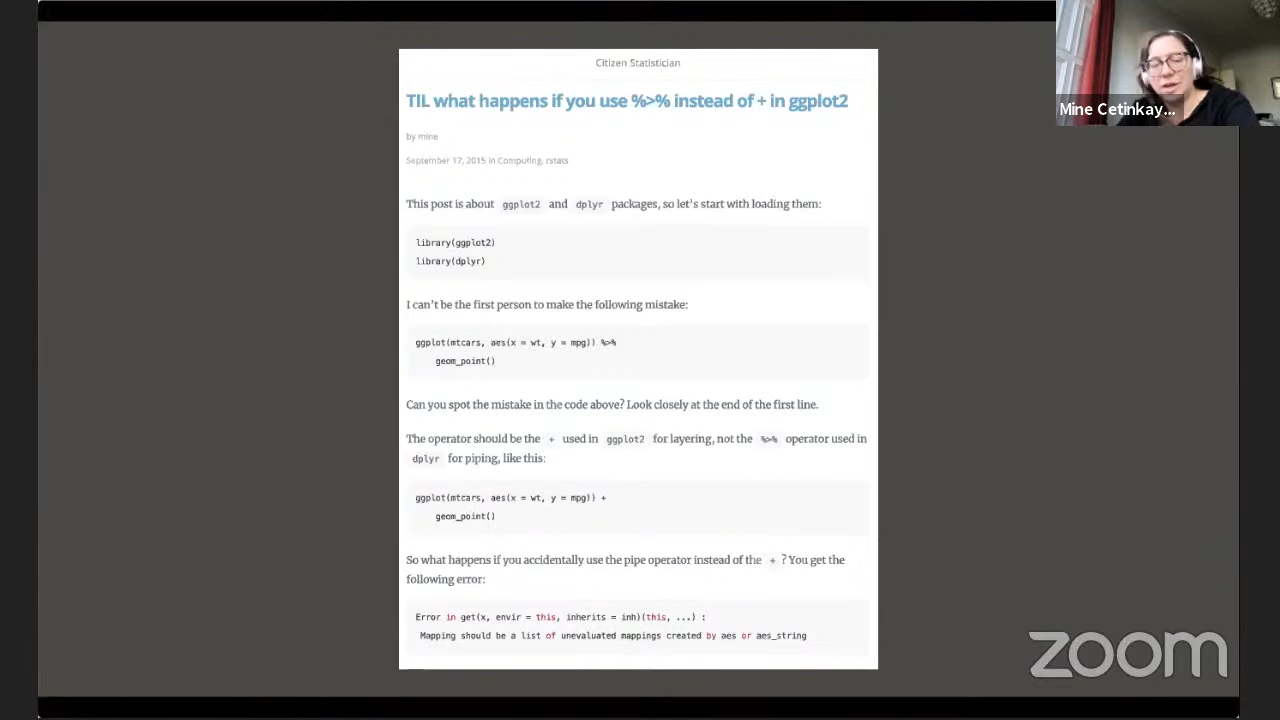 Citizen Statistician
TIL what happens if you use %>% instead of + in ggplot2
by mine
September 17, 2015 in Computing, rstats
This post is about ggplot2 and dplyr packages, so let's start with loading them:
library(ggplot2)
library(dplyr)
I can't be the first person to make the following mistake:
ggplot(mtcars, aes(x = wt, y = mpg)) %>%
geom_point()
Can you spot the mistake in the code above? Look closely at the end of the first line.
The operator should be the + used in ggplot2 for layering, not the %>% operator used in
dplyr for piping, like this:
ggplot(mtcars, aes(x = wt, y = mpg)) +
geom_point()
So what happens if you accidentally use the pipe operator instead of the + ? You get the
following error:
Error in get(x, envir = this, inherits = inh)(this, ...) :
Mapping should be a list of unevaluated mappings created by aes or aes_string
Mine Cetinkay...
zoom